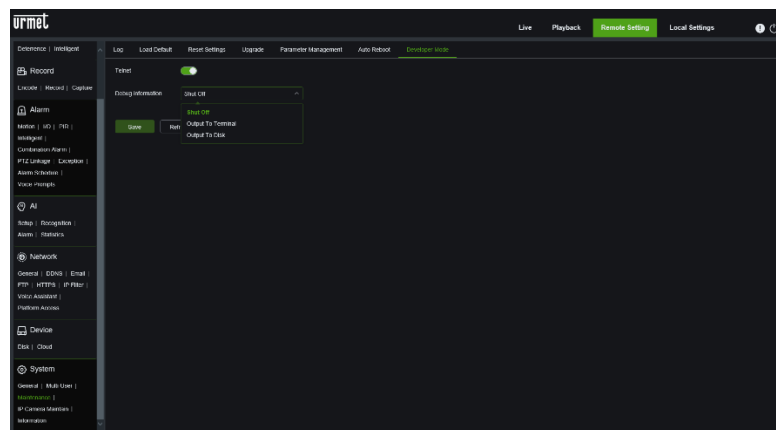 urmet
Live Playback Remote Setting Local Settings
Deterrence | Intelligent
Log Load Default Reset Settings Upgrade Parameter Management Auto Reboot Developer Mode
Record
Encode | Record | Capture
Telnet
Debug Information Shut Off
Shut Off
Output To Terminal
Output To Disk
Save Ref
Alarm
Motion | I/O | PIR |
Intelligent |
Combination Alarm |
PTZ Linkage | Exception |
Alarm Schedule |
Voice Prompts
AI
Setup | Recognition |
Alarm | Statistics
Network
General | DDNS | Email |
FTP | HTTPS | IP Filter |
Voice Assistant |
Platform Access
Device
Disk | Cloud
System
General | Multi-User |
Maintenance |
IP Camera Maintain |
Information